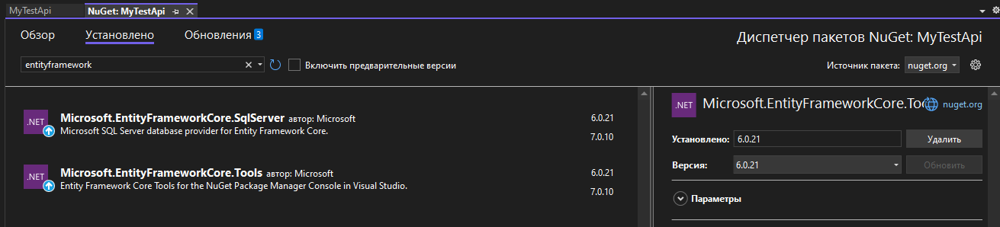 MyTestApi NuGet: MyTestApi
Обзор Установлено Обновления 3 Диспетчер пакетов NuGet: MyTestApi
entityframework Включить предварительные версии Источник пакета: nuget.org
.NET Microsoft.EntityFrameworkCore.SqlServer автор: Microsoft 6.0.21
Microsoft SQL Server database provider for Entity Framework Core. 7.0.10
.NET Microsoft.EntityFrameworkCore.Tools автор: Microsoft 6.0.21
Entity Framework Core Tools for the NuGet Package Manager Console in Visual Studio. 7.0.10
.NET Microsoft.EntityFrameworkCore.Too nuget.org
Установлено: 6.0.21 Удалить
Версия: 6.0.21 Обновить
Параметры